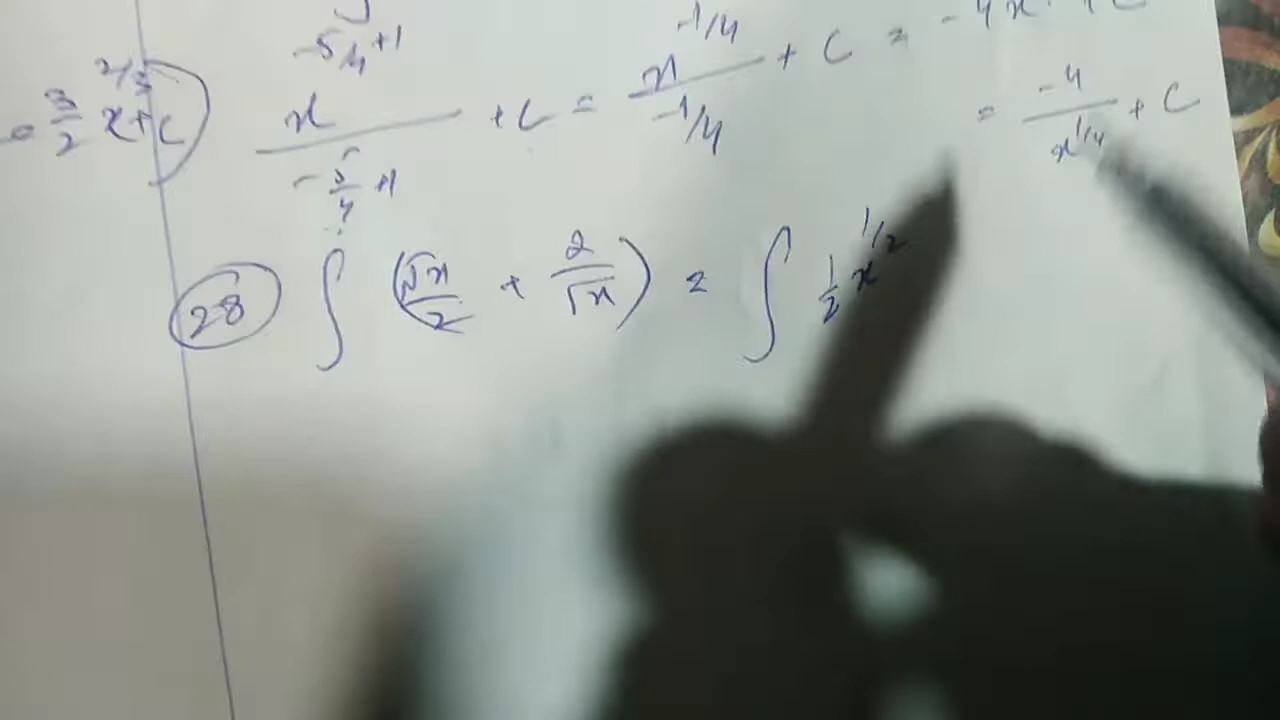 = 3/2 x^2/3 + C
x^-5/4+1 / -5/4 +1 + C = x^-1/4 / -1/4 + C =
= -4 / x^1/4 + C
28 ∫ (√x/2 + 2/√x) = ∫ 1/2 x^1/2